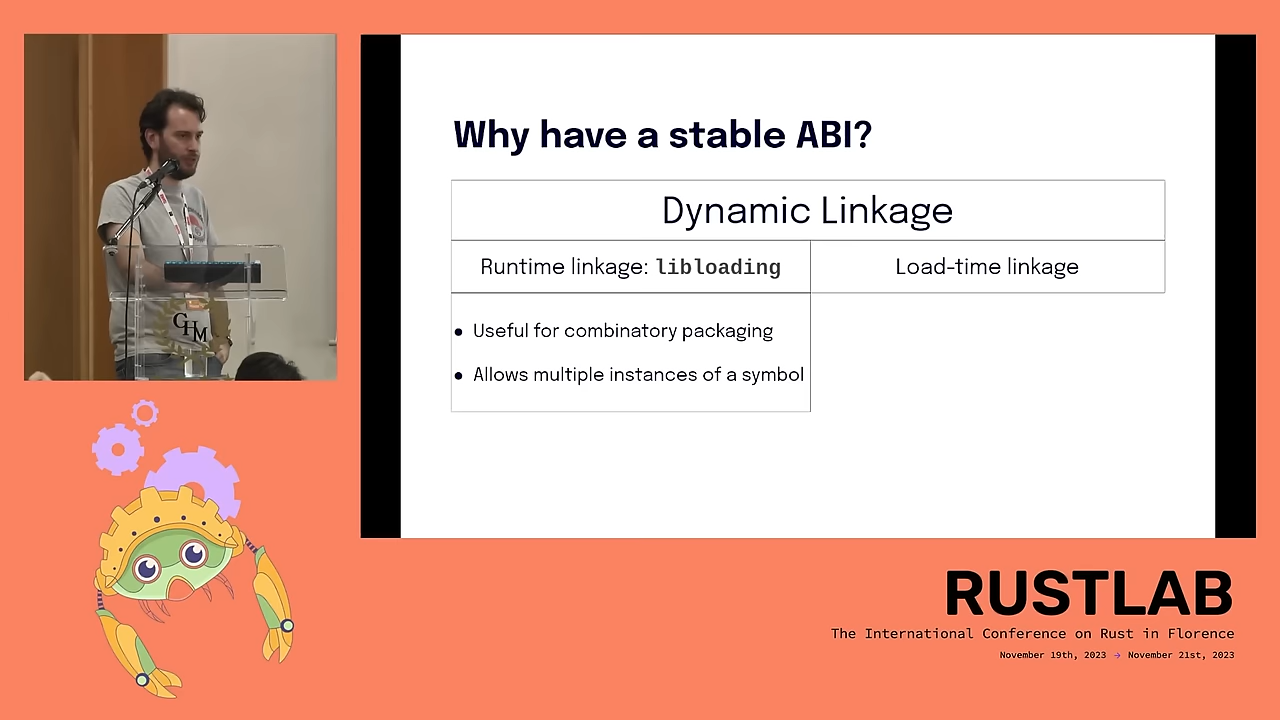 Why have a stable ABI?
Dynamic Linkage
Runtime linkage: libloading
Load-time linkage
● Useful for combinatory packaging
● Allows multiple instances of a symbol
GHM
RUSTLAB
The International Conference on Rust in Florence
November 19th, 2023 → November 21st, 2023